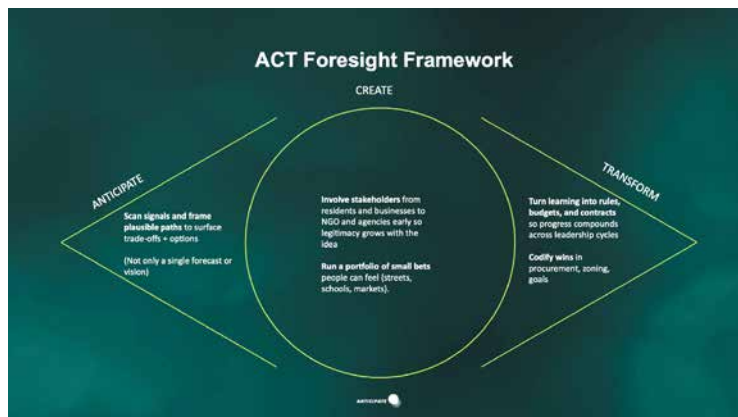 ACT Foresight Framework
CREATE
ANTICIPATE
Scan signals and frame
plausible paths to surface
trade-offs + options
(Not only a single forecast or
vision)
Involve stakeholders from
residents and businesses to
NGO and agencies early so
legitimacy grows with the
idea
Run a portfolio of small bets
people can feel (streets,
schools, markets).
TRANSFORM
Turn learning into rules,
budgets, and contracts
so progress compounds
across leadership cycles
Codify wins in
procurement, zoning,
goals
ANTICIPATE